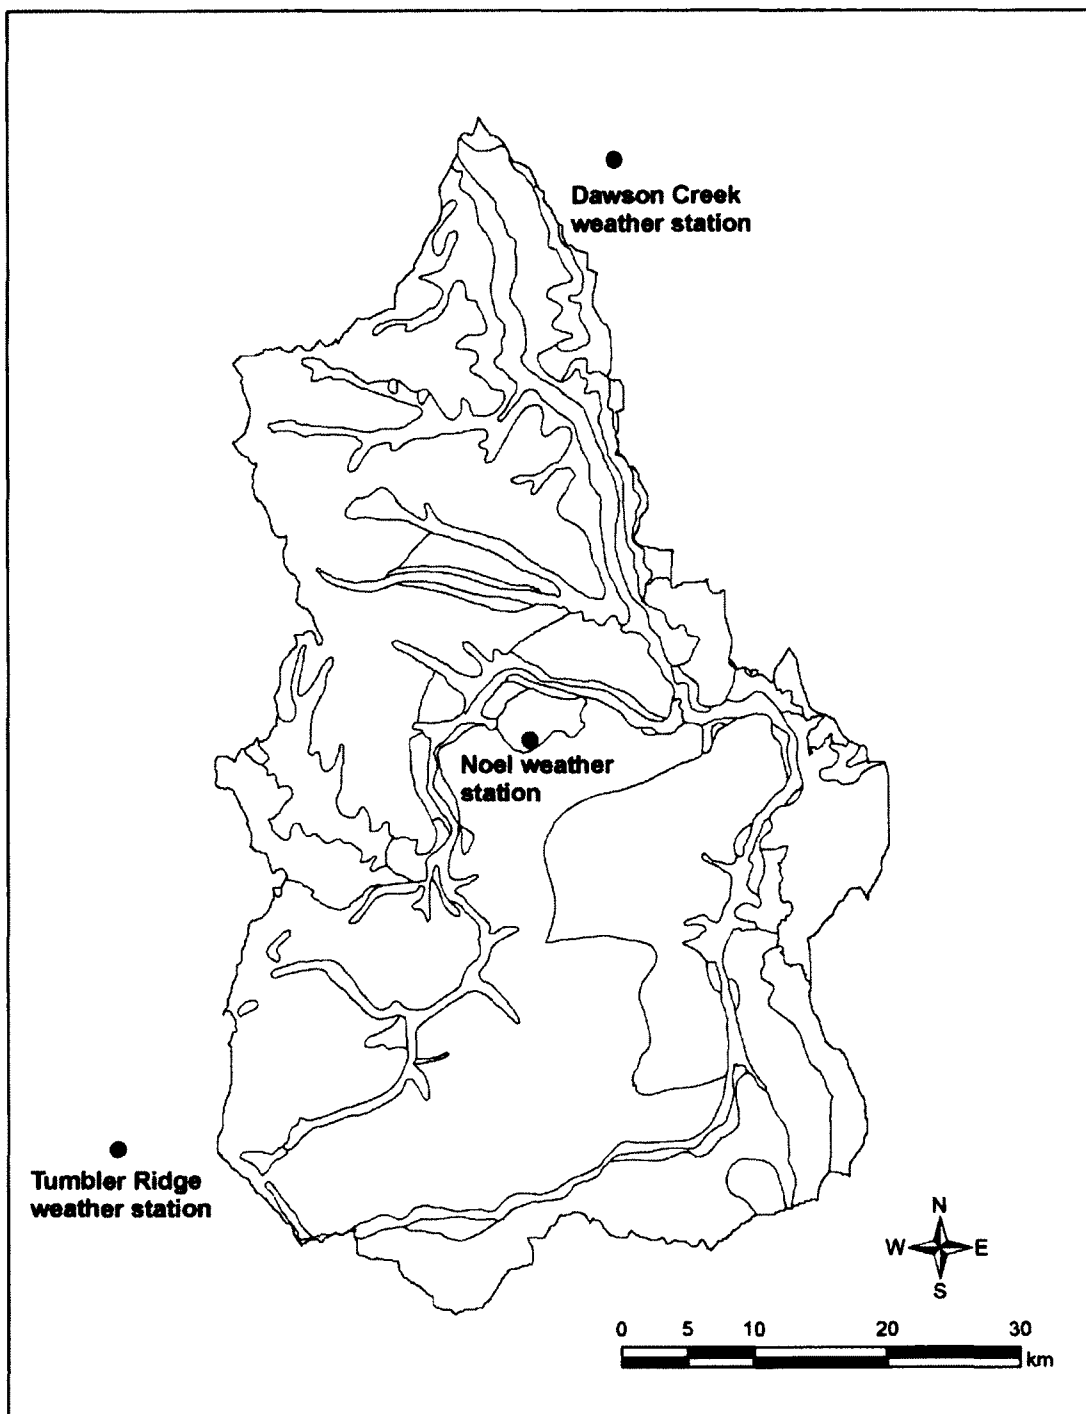 Dawson Creek
weather station
Noel weather
station
Tumbler Ridge
weather station
N
W E
S
0 5 10 20 30
km